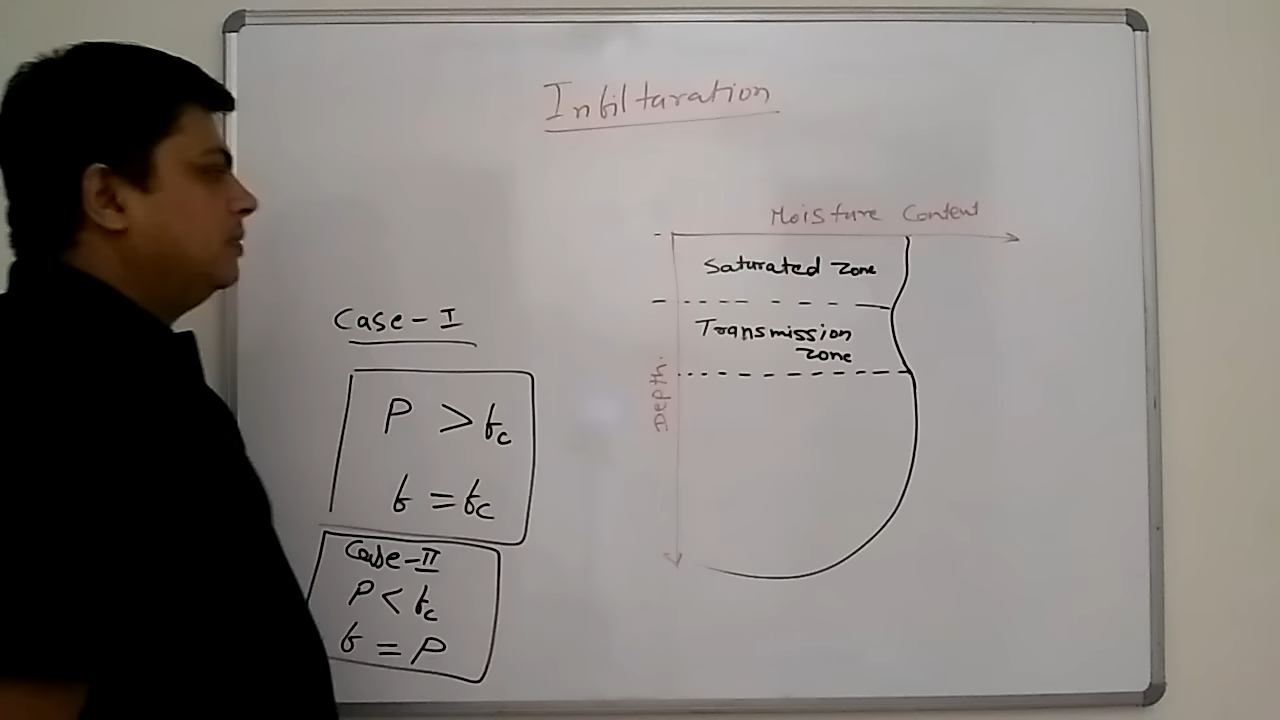 Infiltaration
Moisture Content
Saturated zone
Transmission
zone
Depth
Case-I
P > fc
f = fc
Case-II
P < fc
f = P